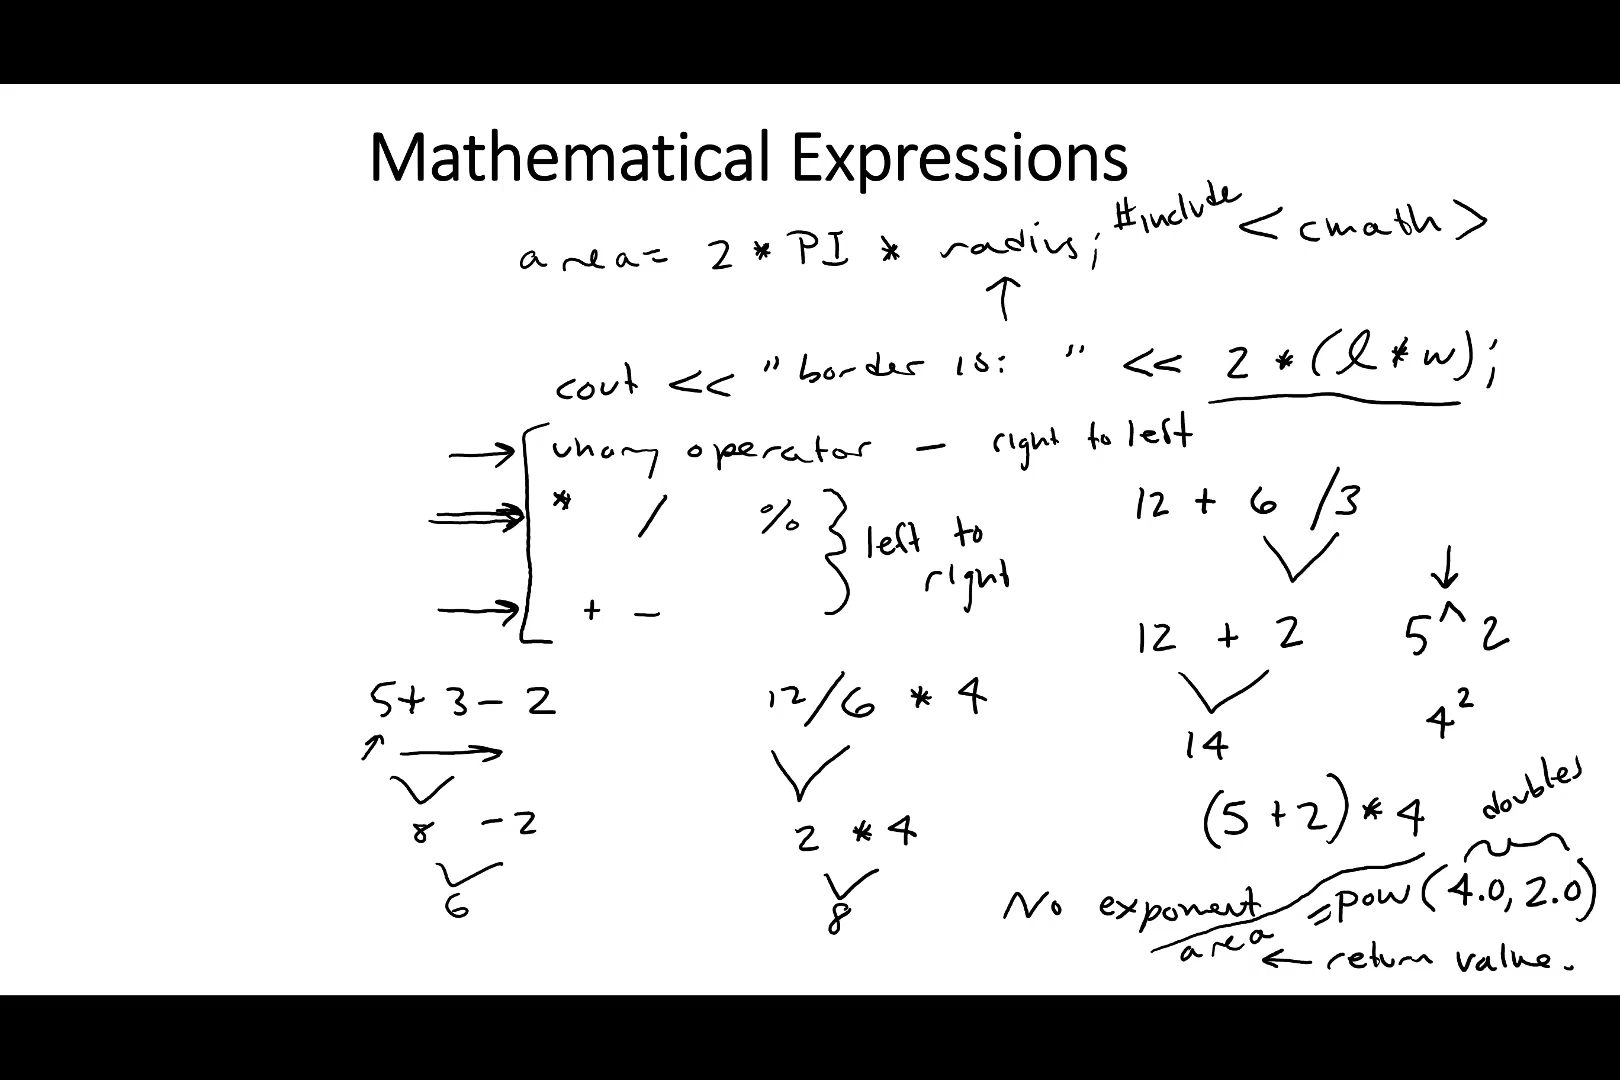 Mathematical Expressions
#include <cmath>
area= 2 * PI * radius;
cout << "border is: " << 2 * (l * w);
unary operator - right to left
* / % left to right
+ -
12 + 6 / 3
12 + 2
14
5 ^ 2
4²
5 + 3 - 2
8 - 2
6
12/6 * 4
2 * 4
8
(5 + 2) * 4
doubles
No exponent
area = pow(4.0, 2.0)
← return value.